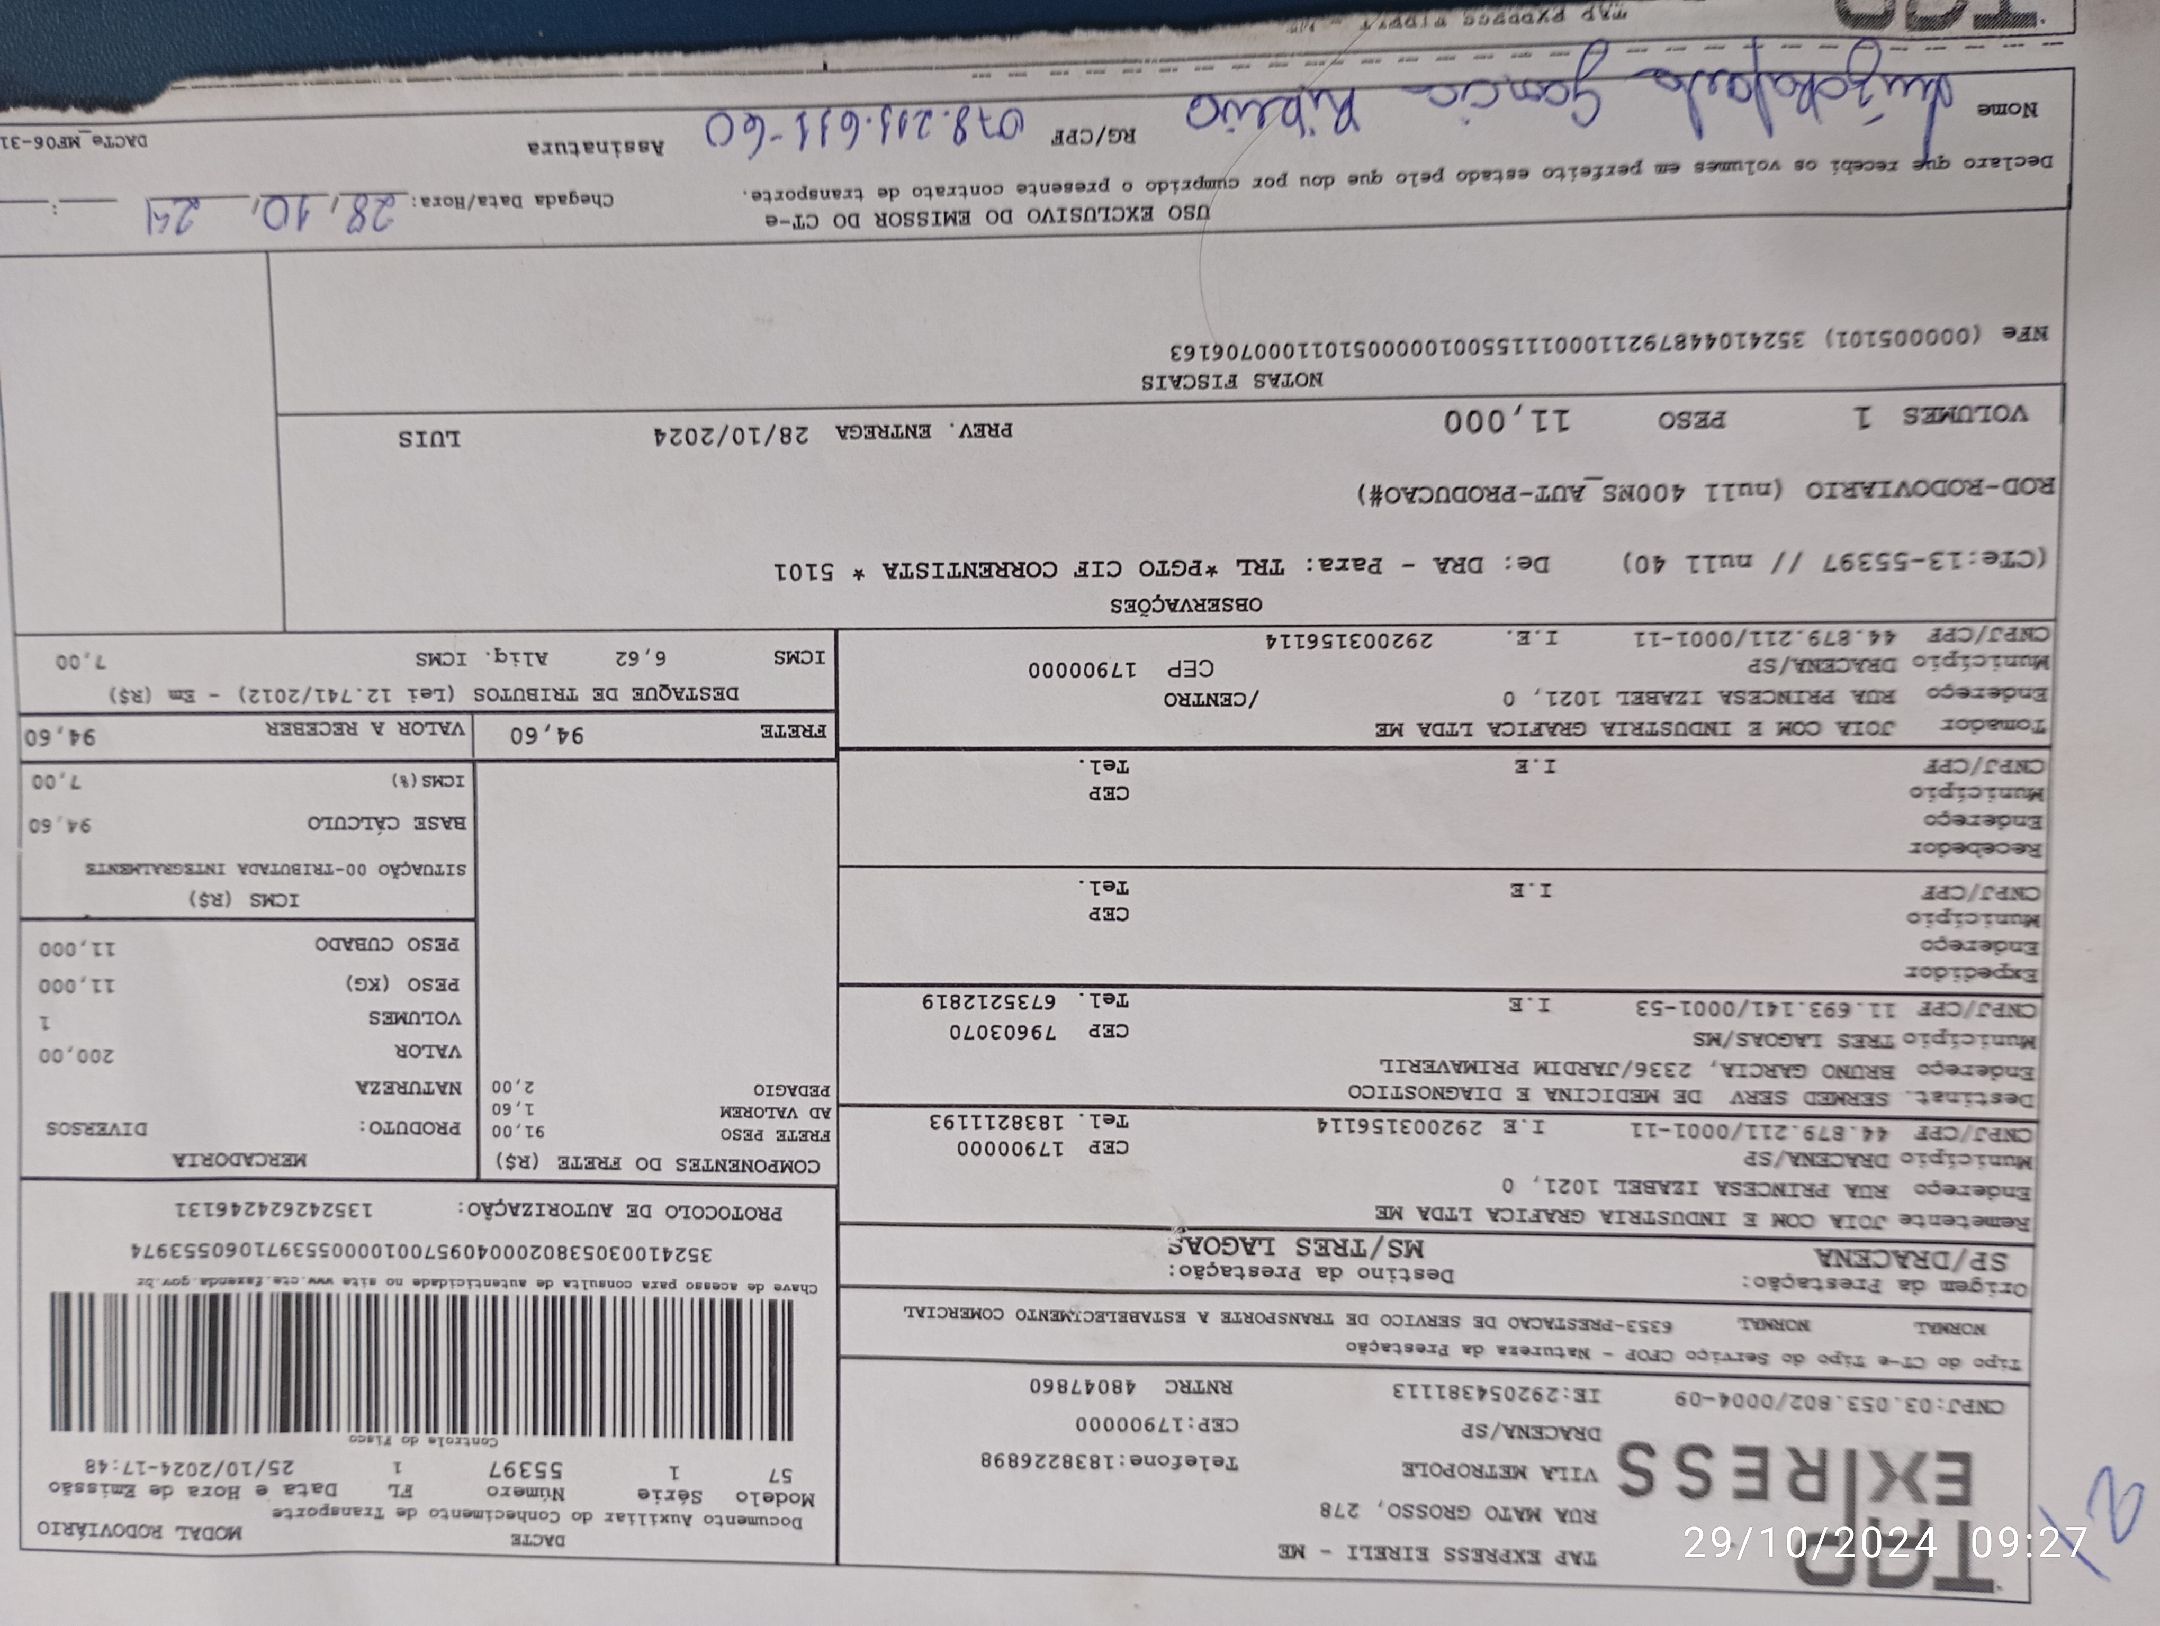 TAP EXPRESS
TAP EXPRESS EIRELI - ME
RUA MATO GROSSO, 278
VILA METROPOLE
DRACENA/SP
Telefone:1838226898
CEP:17900000
CNPJ:03.053.802/0004-09 IE:29205438111​3 RNTRC 48047860
Tipo do CT-e Tipo do Serviço CFOP - Natureza da Prestação
NORMAL NORMAL 6353-PRESTACAO DE SERVICO DE TRANSPORTE A ESTABELECIMENTO COMERCIAL
Origem da Prestação: Destino da Prestação:
SP/DRACENA MS/TRES LAGOAS
DACTE MODAL RODOVIÁRIO
Documento Auxiliar do Conhecimento de Transporte
Modelo Série Número FL Data e Hora de Emissão
57 1 55397 1 25/10/2024-17:48
Controle do Fisco
Chave de acesso para consulta de autenticidade no site www.cte.fazenda.gov.br
35241003053802000409570010000553971060553974
PROTOCOLO DE AUTORIZAÇÃO: 135242624246131
Remetente JOIA COM E INDUSTRIA GRAFICA LTDA ME
Endereço RUA PRINCESA IZABEL 1021, 0
Município DRACENA/SP CEP 17900000
CNPJ/CPF 44.879.211/0001-11 I.E 292003156114 Tel. 1838211193
Destinat. SERMED SERV DE MEDICINA E DIAGNOSTICO
Endereço BRUNO GARCIA, 2336/JARDIM PRIMAVERIL
Município TRES LAGOAS/MS CEP 79603070
CNPJ/CPF 11.693.141/0001-53 I.E Tel. 6735212819
Expedidor
Endereço
Município CEP
CNPJ/CPF I.E Tel.
Recebedor
Endereço
Município CEP
CNPJ/CPF I.E Tel.
Tomador JOIA COM E INDUSTRIA GRAFICA LTDA ME
Endereço RUA PRINCESA IZABEL 1021, 0 /CENTRO
Município DRACENA/SP CEP 17900000
CNPJ/CPF 44.879.211/0001-11 I.E. 292003156114
COMPONENTES DO FRETE (R$)
FRETE PESO 91,00
AD VALOREM 1,60
PEDAGIO 2,00
MERCADORIA
PRODUTO: DIVERSOS
NATUREZA
VALOR 200,00
VOLUMES 1
PESO (KG) 11,000
PESO CUBADO 11,000
ICMS (R$)
SITUAÇÃO 00-TRIBUTADA INTEGRALMENTE
BASE CÁLCULO 94,60
ICMS(%) 7,00
FRETE 94,60 VALOR A RECEBER 94,60
DESTAQUE DE TRIBUTOS (Lei 12.741/2012) - Em (R$)
ICMS 6,62 Aliq. ICMS 7,00
OBSERVAÇÕES
(CTe:13-55397 // null 40) De: DRA - Para: TRL *PGTO CIF CORRENTISTA * 5101
ROD-RODOVIARIO (null 400NS_AUT-PRODUCAO#)
VOLUMES 1 PESO 11,000 PREV. ENTREGA 28/10/2024 LUIS
NOTAS FISCAIS
NFe (000005101) 35241044879211000111550010000051011000706163
USO EXCLUSIVO DO EMISSOR DO CT-e
Declaro que recebi os volumes em perfeito estado pelo que dou por cumprido o presente contrato de transporte. Chegada Data/Hora: 28/10/24 __:__
Nome Garcia Ribeiro RG/CPF 078.211.611-60 Assinatura
DACTe_MF06-31
29/10/2024 09:27